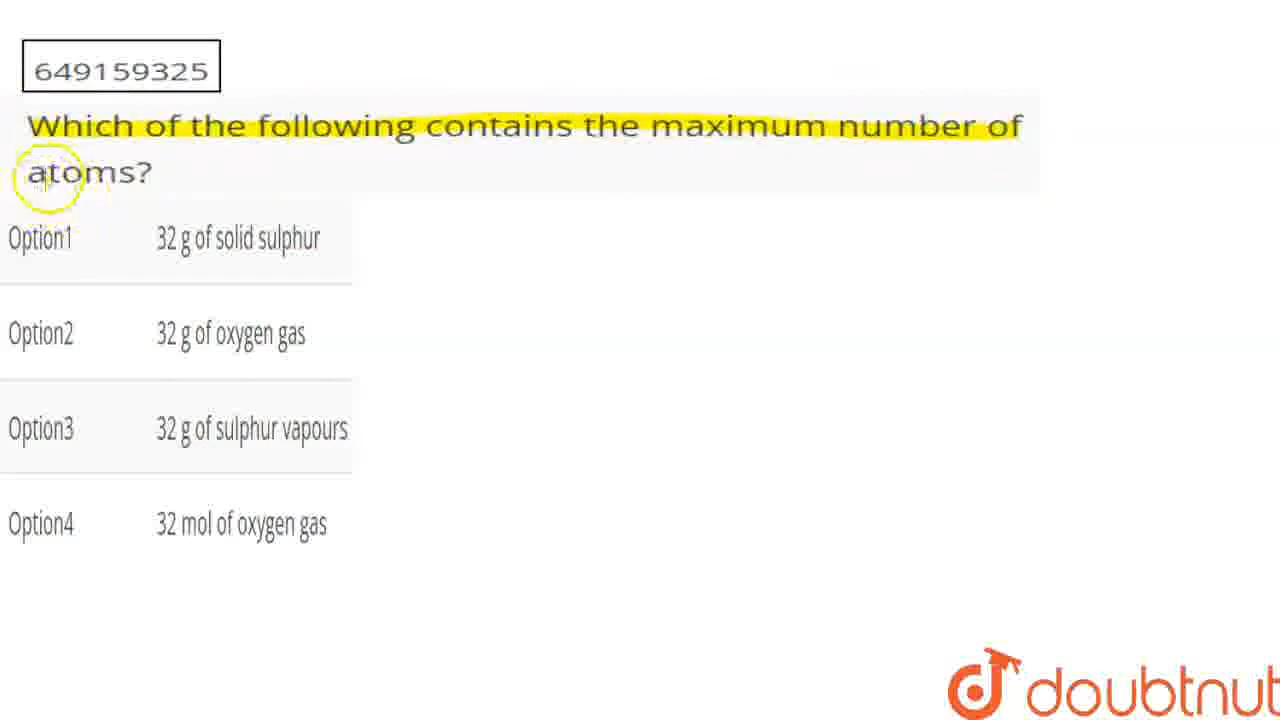 649159325
Which of the following contains the maximum number of
atoms?
Option1 32 g of solid sulphur
Option2 32 g of oxygen gas
Option3 32 g of sulphur vapours
Option4 32 mol of oxygen gas
doubtnut